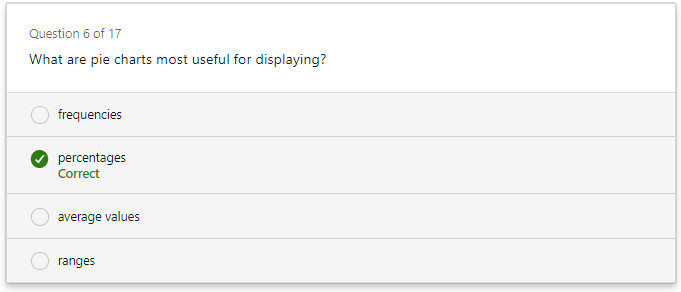 Question 6 of 17
What are pie charts most useful for displaying?
frequencies
percentages
Correct
average values
ranges